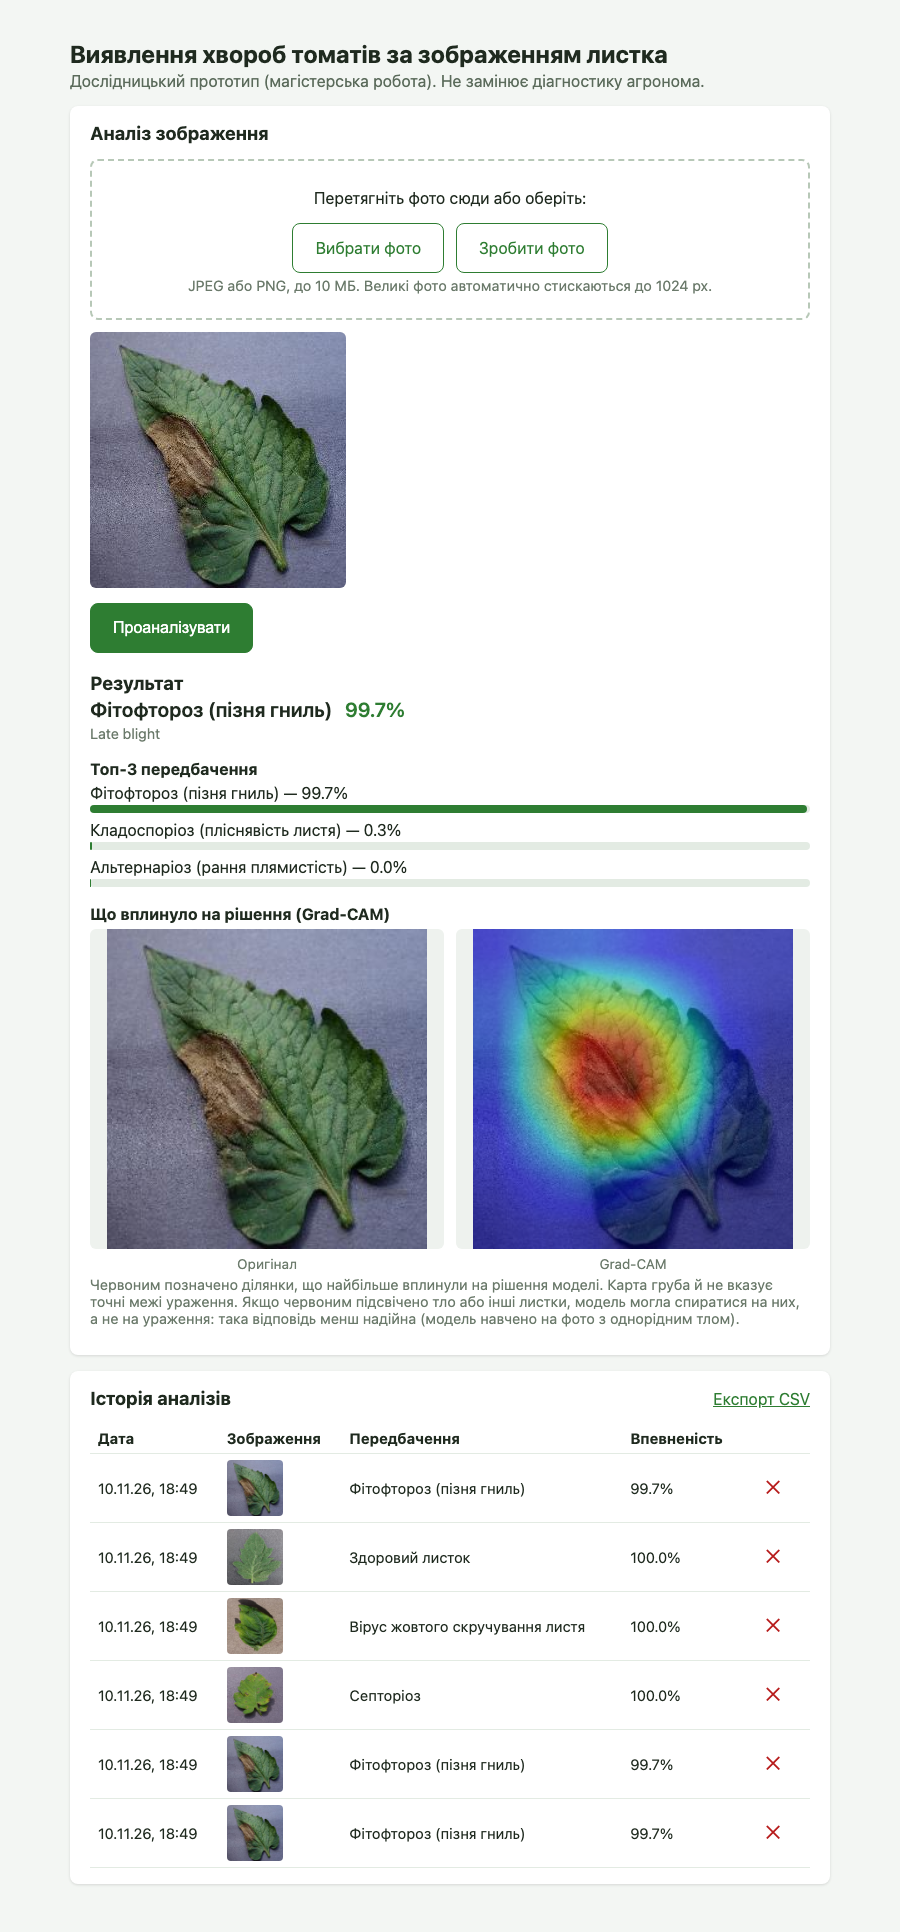 Виявлення хвороб томатів за зображенням листка
Дослідницький прототип (магістерська робота). Не замінює діагностику агронома.
Аналіз зображення
Перетягніть фото сюди або оберіть:
Вибрати фото Зробити фото
JPEG або PNG, до 10 МБ. Великі фото автоматично стискаються до 1024 px.
Проаналізувати
Результат
Фітофтороз (пізня гниль) 99.7%
Late blight
Топ-3 передбачення
Фітофтороз (пізня гниль) — 99.7%
Кладоспоріоз (пліснявість листя) — 0.3%
Альтернаріоз (рання плямистість) — 0.0%
Що вплинуло на рішення (Grad-CAM)
Оригінал Grad-CAM
Червоним позначено ділянки, що найбільше вплинули на рішення моделі. Карта груба й не вказує
точні межі ураження. Якщо червоним підсвічено тло або інші листки, модель могла спиратися на них,
а не на ураження: така відповідь менш надійна (модель навчено на фото з однорідним тлом).
Історія аналізів Експорт CSV
Дата Зображення Передбачення Впевненість
10.11.26, 18:49 Фітофтороз (пізня гниль) 99.7%
10.11.26, 18:49 Здоровий листок 100.0%
10.11.26, 18:49 Вірус жовтого скручування листя 100.0%
10.11.26, 18:49 Септоріоз 100.0%
10.11.26, 18:49 Фітофтороз (пізня гниль) 99.7%
10.11.26, 18:49 Фітофтороз (пізня гниль) 99.7%